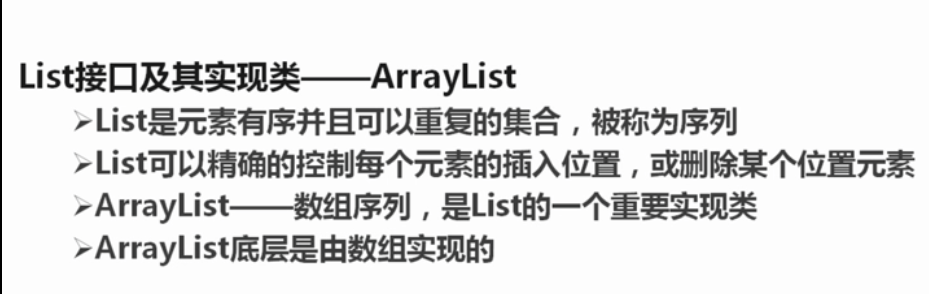 List接口及其实现类——ArrayList
➢List是元素有序并且可以重复的集合，被称为序列
➢List可以精确的控制每个元素的插入位置，或删除某个位置元素
➢ArrayList——数组序列，是List的一个重要实现类
➢ArrayList底层是由数组实现的